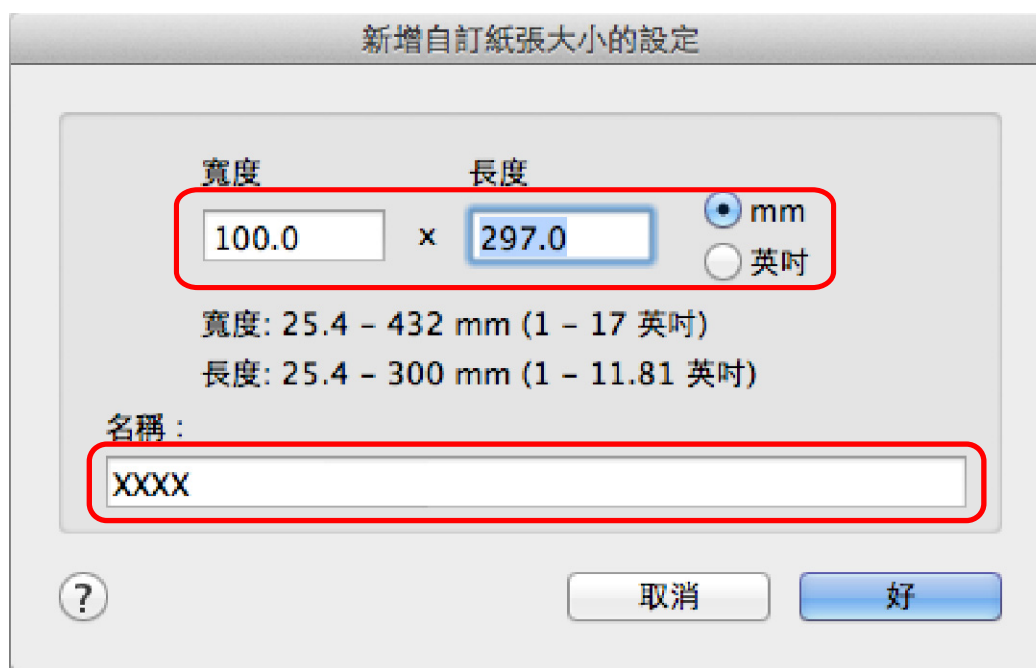 新增自訂紙張大小的設定
寬度 長度
100.0 x 297.0 mm
英吋
寬度: 25.4 – 432 mm (1 – 17 英吋)
長度: 25.4 – 300 mm (1 – 11.81 英吋)
名稱：
XXXX
? 取消 好